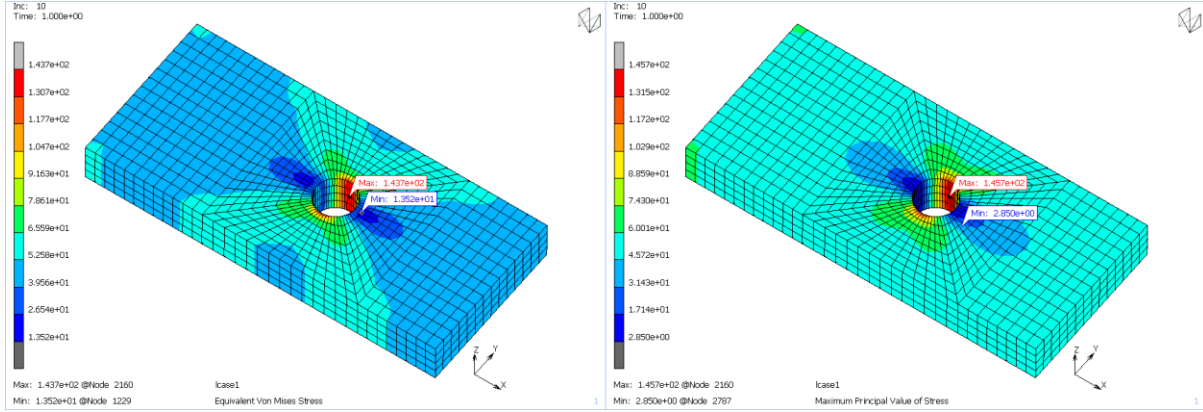 Inc: 10
Time: 1.000e+00
1.437e+02
1.307e+02
1.177e+02
1.047e+02
9.163e+01
7.861e+01
6.559e+01
5.258e+01
3.956e+01
2.654e+01
1.352e+01
Max: 1.437e+02
Min: 1.352e+01
Z
Y
X
Max: 1.437e+02 @Node 2160
lcase1
Min: 1.352e+01 @Node 1229
Equivalent Von Mises Stress
1
Inc: 10
Time: 1.000e+00
1.457e+02
1.315e+02
1.172e+02
1.029e+02
8.859e+01
7.430e+01
6.001e+01
4.572e+01
3.143e+01
1.714e+01
2.850e+00
Max: 1.457e+02
Min: 2.850e+00
Z
Y
X
Max: 1.457e+02 @Node 2160
lcase1
Min: 2.850e+00 @Node 2787
Maximum Principal Value of Stress
1